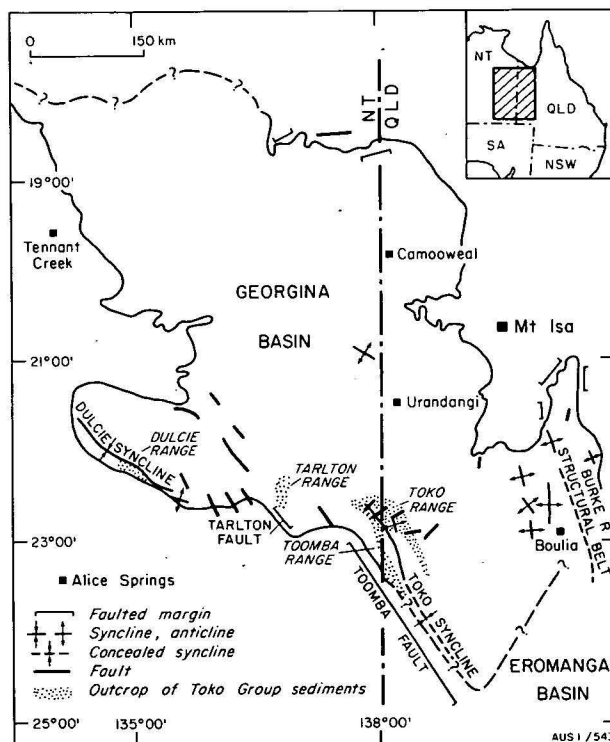 0 150 km
NT
QLD
NT
QLD
SA
NSW
19°00'
Tennant
Creek
Camooweal
GEORGINA
BASIN
Mt Isa
21°00'
Urandangi
DULCIE SYNCLINE
DULCIE
RANGE
TARLTON
RANGE
TOKO
RANGE
BURKE R
STRUCTURAL BELT
TARLTON
FAULT
TOOMBA
RANGE
23°00'
Boulia
Alice Springs
TOKO SYNCLINE
TOOMBA FAULT
Faulted margin
Syncline, anticline
Concealed syncline
Fault
Outcrop of Toko Group sediments
EROMANGA
BASIN
25°00'
135°00'
138°00'